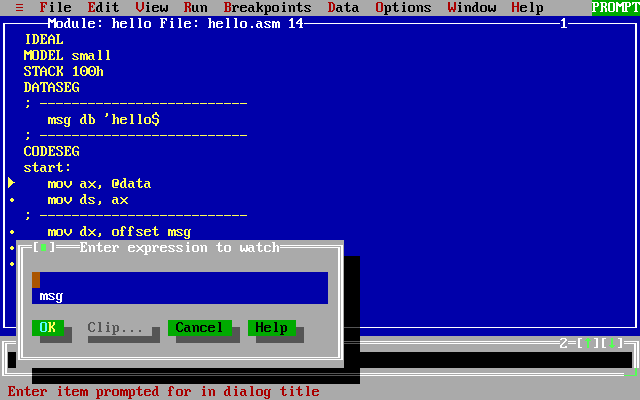 ≡ File Edit View Run Breakpoints Data Options Window Help PROMPT
Module: hello File: hello.asm 14 1
IDEAL
MODEL small
STACK 100h
DATASEG
; --------------------------
msg db 'hello$
; --------------------------
CODESEG
start:
mov ax, @data
mov ds, ax
; --------------------------
mov dx, offset msg
[↕] Enter expression to watch
msg
OK Clip... Cancel Help
2 [↑][↓]
Enter item prompted for in dialog title